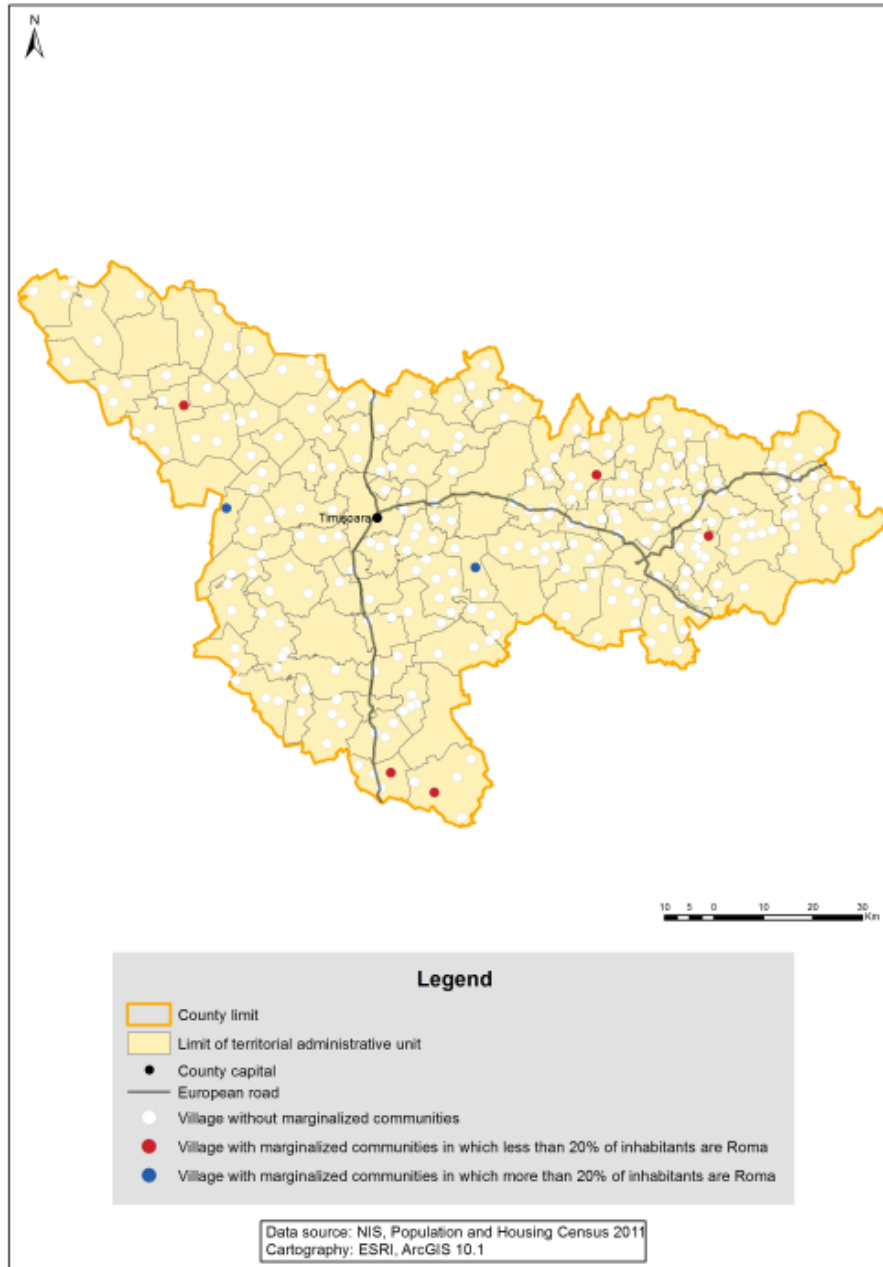 N
Timişoara
10 5 0 10 20 30
Km
Legend
County limit
Limit of territorial administrative unit
County capital
European road
Village without marginalized communities
Village with marginalized communities in which less than 20% of inhabitants are Roma
Village with marginalized communities in which more than 20% of inhabitants are Roma
Data source: NIS, Population and Housing Census 2011
Cartography: ESRI, ArcGIS 10.1